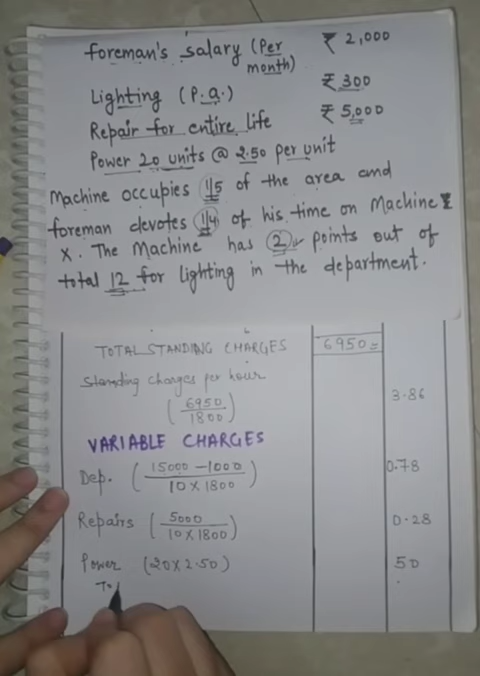 foreman's salary (Per month) ₹ 2,000
Lighting (P.a.) ₹ 300
Repair for entire life ₹ 5,000
Power 20 units @ 2.50 per unit
Machine occupies 1/5 of the area and
foreman devotes 1/4 of his time on Machine
X. The Machine has 2 points out of
total 12 for lighting in the department.
TOTAL STANDING CHARGES 6950=
Standing charges per hour
(6950/1800) 3.86
VARIABLE CHARGES
Dep. (15000-1000/10×1800) 0.78
Repairs (5000/10×1800) 0.28
Power (20×2.50) 50
To